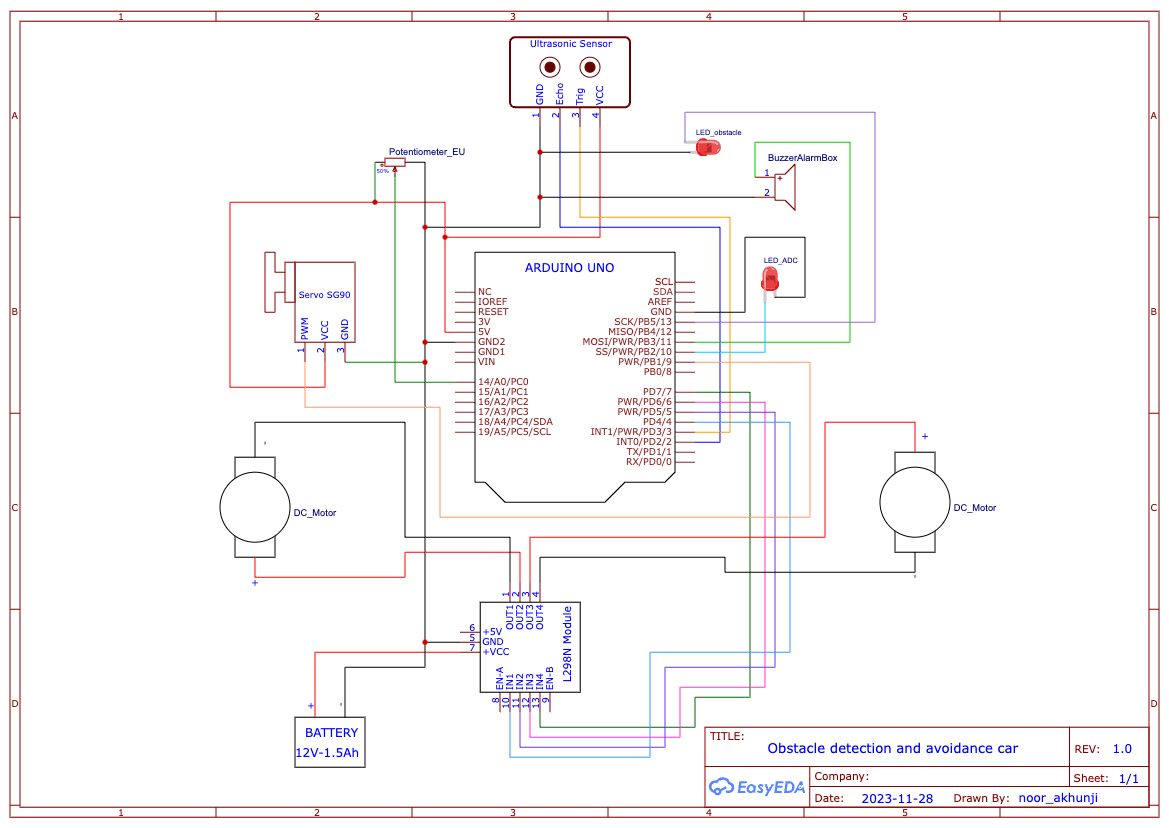 1 2 3 4 5
A
B
C
D
A
B
C
D
Ultrasonic Sensor
GND
Echo
Trig
VCC
1 2 3 4
LED_obstacle
BuzzerAlarmBox
1
+
2
Potentiometer_EU
+
50%
Servo SG90
PWM
VCC
GND
1 2 3
LED_ADC
ARDUINO UNO
NC
IOREF
RESET
3V
5V
GND2
GND1
VIN
14/A0/PC0
15/A1/PC1
16/A2/PC2
17/A3/PC3
18/A4/PC4/SDA
19/A5/PC5/SCL
SCL
SDA
AREF
GND
SCK/PB5/13
MISO/PB4/12
MOSI/PWR/PB3/11
SS/PWR/PB2/10
PWR/PB1/9
PB0/8
PD7/7
PWR/PD6/6
PWR/PD5/5
PD4/4
INT1/PWR/PD3/3
INT0/PD2/2
TX/PD1/1
RX/PD0/0
-
DC_Motor
+
+
DC_Motor
-
1 2 3 4
OUT1
OUT2
OUT3
OUT4
L298N Module
6 +5V
5 GND
7 +VCC
EN-A
IN1
IN2
IN3
IN4
EN-B
8 10 11 12 13 9
+ -
BATTERY
12V-1.5Ah
TITLE:
Obstacle detection and avoidance car
REV: 1.0
EasyEDA
Company:
Sheet: 1/1
Date: 2023-11-28 Drawn By: noor_akhunji
1 2 3 4 5